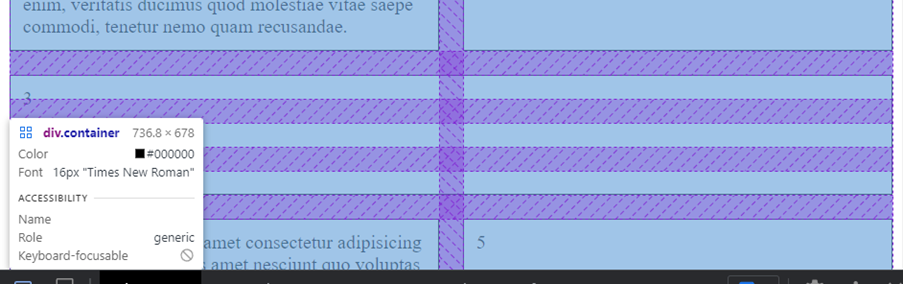 enim, veritatis ducimus quod molestiae vitae saepe
commodi, tenetur nemo quam recusandae.
3
div.container 736.8 × 678
Color #000000
Font 16px "Times New Roman"
ACCESSIBILITY
Name
Role generic
Keyboard-focusable
amet consectetur adipisicing
amet nesciunt quo voluptas
5